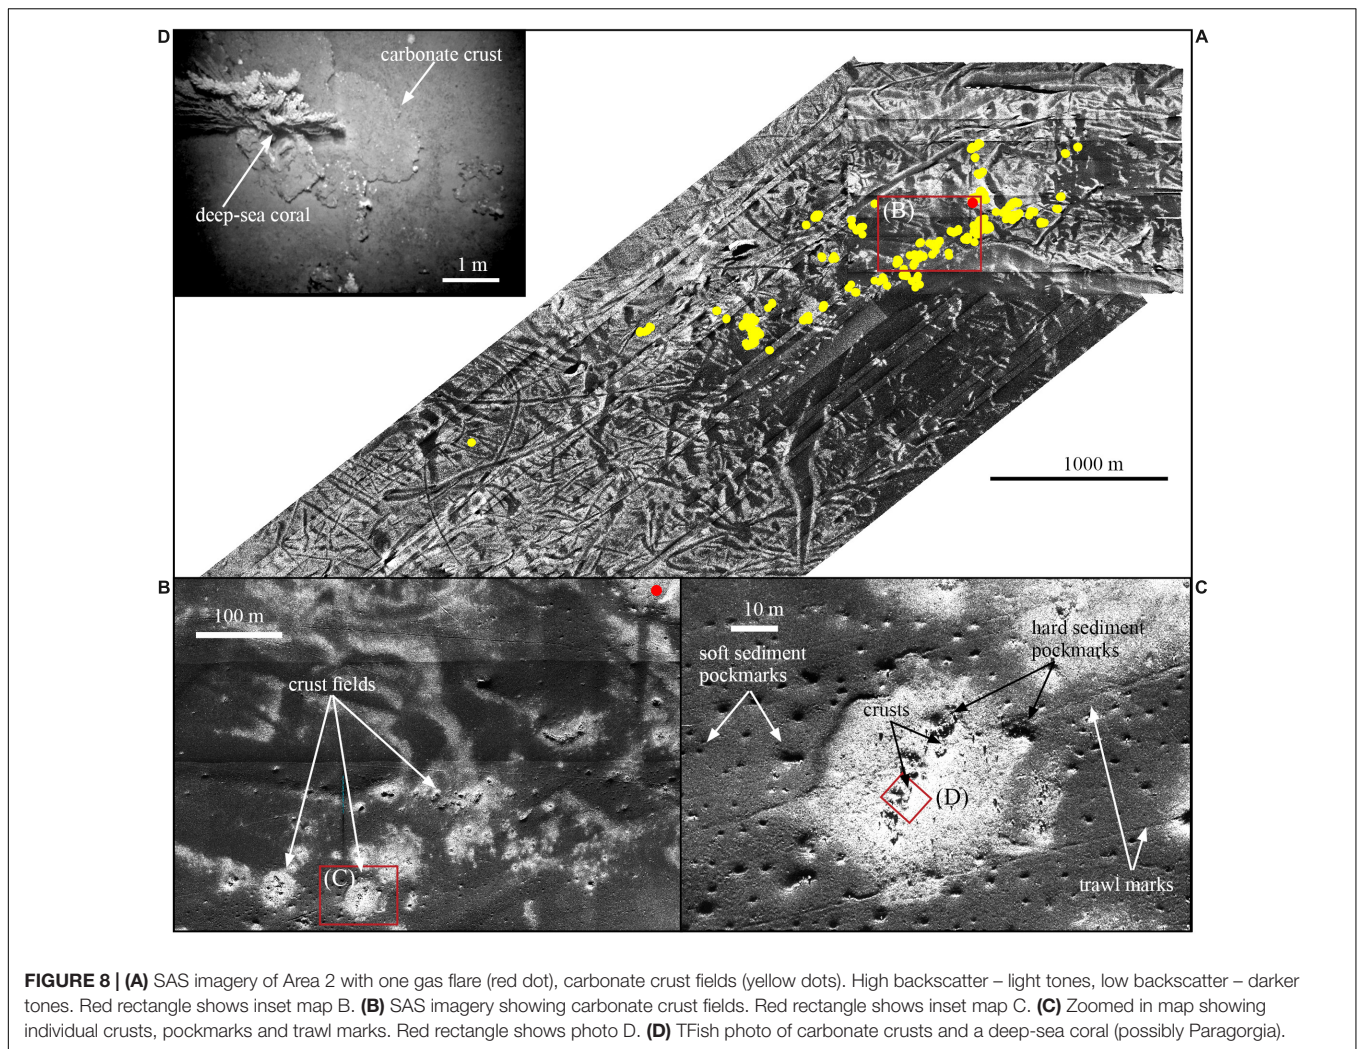 D
A
carbonate crust
deep-sea coral
1 m
(B)
1000 m
B
C
100 m
crust fields
(C)
10 m
soft sediment
pockmarks
hard sediment
pockmarks
crusts
(D)
trawl marks
FIGURE 8 | (A) SAS imagery of Area 2 with one gas flare (red dot), carbonate crust fields (yellow dots). High backscatter – light tones, low backscatter – darker
tones. Red rectangle shows inset map B. (B) SAS imagery showing carbonate crust fields. Red rectangle shows inset map C. (C) Zoomed in map showing
individual crusts, pockmarks and trawl marks. Red rectangle shows photo D. (D) TFish photo of carbonate crusts and a deep-sea coral (possibly Paragorgia).